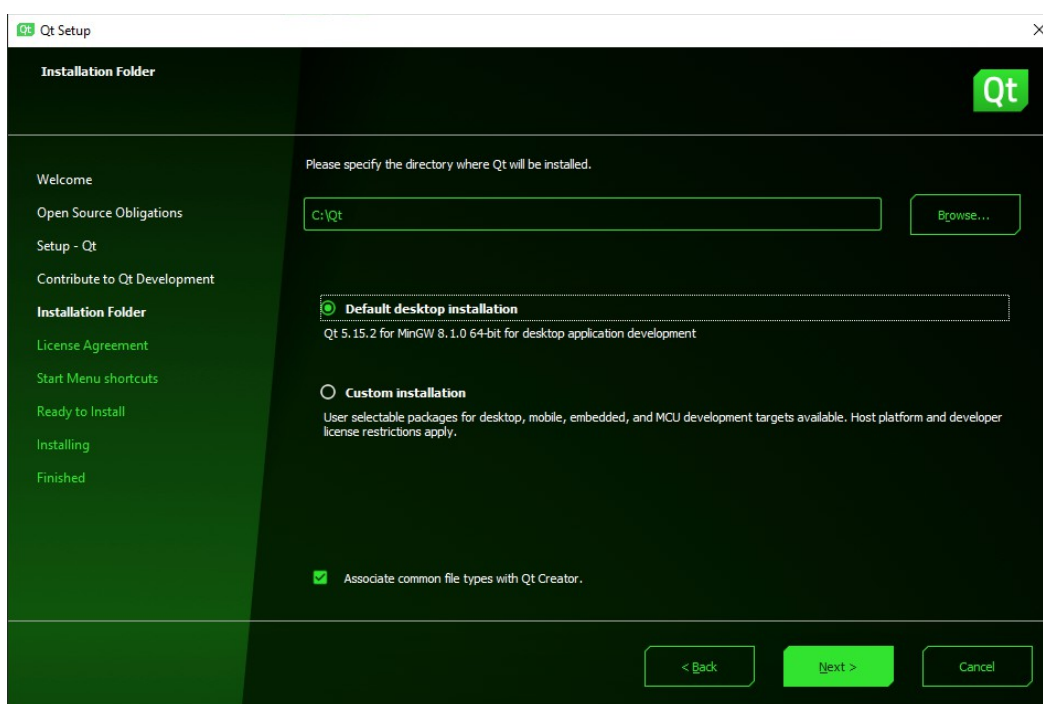 Qt Qt Setup
Installation Folder
Qt
Welcome
Open Source Obligations
Setup - Qt
Contribute to Qt Development
Installation Folder
License Agreement
Start Menu shortcuts
Ready to Install
Installing
Finished
Please specify the directory where Qt will be installed.
C:\Qt
Browse...
Default desktop installation
Qt 5.15.2 for MinGW 8.1.0 64-bit for desktop application development
Custom installation
User selectable packages for desktop, mobile, embedded, and MCU development targets available. Host platform and developer
license restrictions apply.
Associate common file types with Qt Creator.
< Back
Next >
Cancel